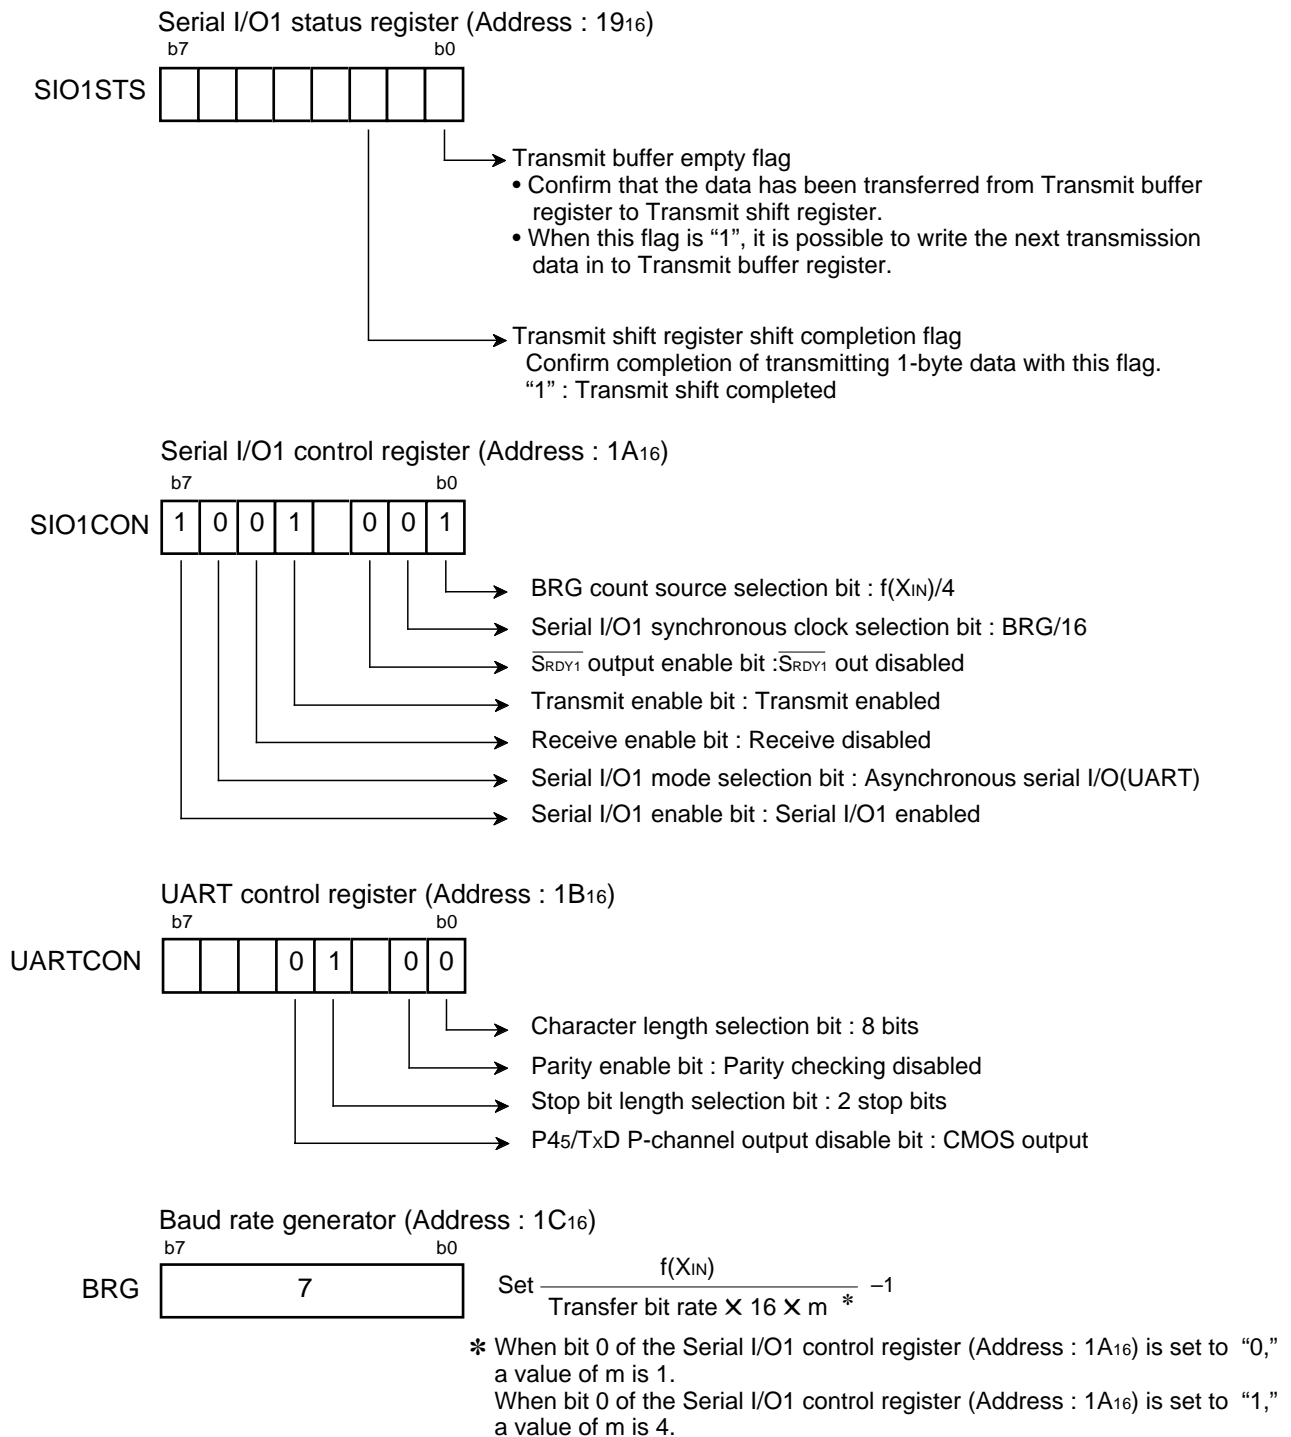 Serial I/O1 status register (Address : 1916)
b7 b0
SIO1STS
Transmit buffer empty flag
• Confirm that the data has been transferred from Transmit buffer
register to Transmit shift register.
• When this flag is “1”, it is possible to write the next transmission
data in to Transmit buffer register.
Transmit shift register shift completion flag
Confirm completion of transmitting 1-byte data with this flag.
“1” : Transmit shift completed
Serial I/O1 control register (Address : 1A16)
b7 b0
SIO1CON 1 0 0 1 0 0 1
BRG count source selection bit : f(XIN)/4
Serial I/O1 synchronous clock selection bit : BRG/16
SRDY1 output enable bit :SRDY1 out disabled
Transmit enable bit : Transmit enabled
Receive enable bit : Receive disabled
Serial I/O1 mode selection bit : Asynchronous serial I/O(UART)
Serial I/O1 enable bit : Serial I/O1 enabled
UART control register (Address : 1B16)
b7 b0
UARTCON 0 1 0 0
Character length selection bit : 8 bits
Parity enable bit : Parity checking disabled
Stop bit length selection bit : 2 stop bits
P45/TXD P-channel output disable bit : CMOS output
Baud rate generator (Address : 1C16)
b7 b0
BRG 7
f(XIN)
Set –1
Transfer bit rate ✕ 16 ✕ m ✻
✻ When bit 0 of the Serial I/O1 control register (Address : 1A16) is set to “0,”
a value of m is 1.
When bit 0 of the Serial I/O1 control register (Address : 1A16) is set to “1,”
a value of m is 4.